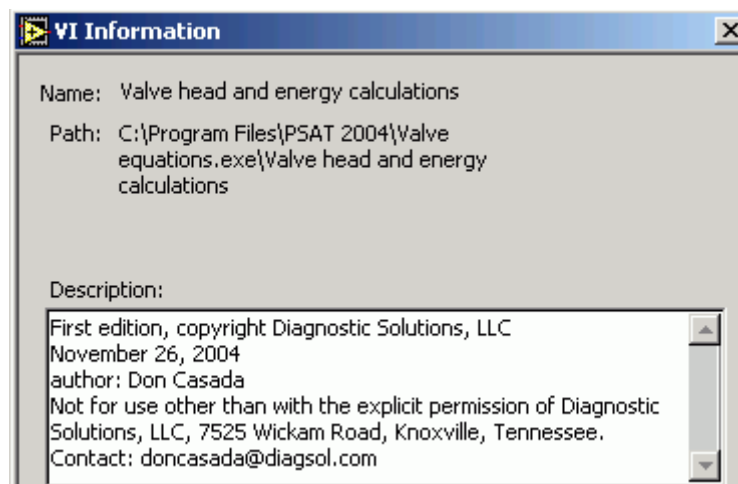 VI Information
Name: Valve head and energy calculations
Path: C:\Program Files\PSAT 2004\Valve
equations.exe\Valve head and energy
calculations
Description:
First edition, copyright Diagnostic Solutions, LLC
November 26, 2004
author: Don Casada
Not for use other than with the explicit permission of Diagnostic
Solutions, LLC, 7525 Wickam Road, Knoxville, Tennessee.
Contact: doncasada@diagsol.com